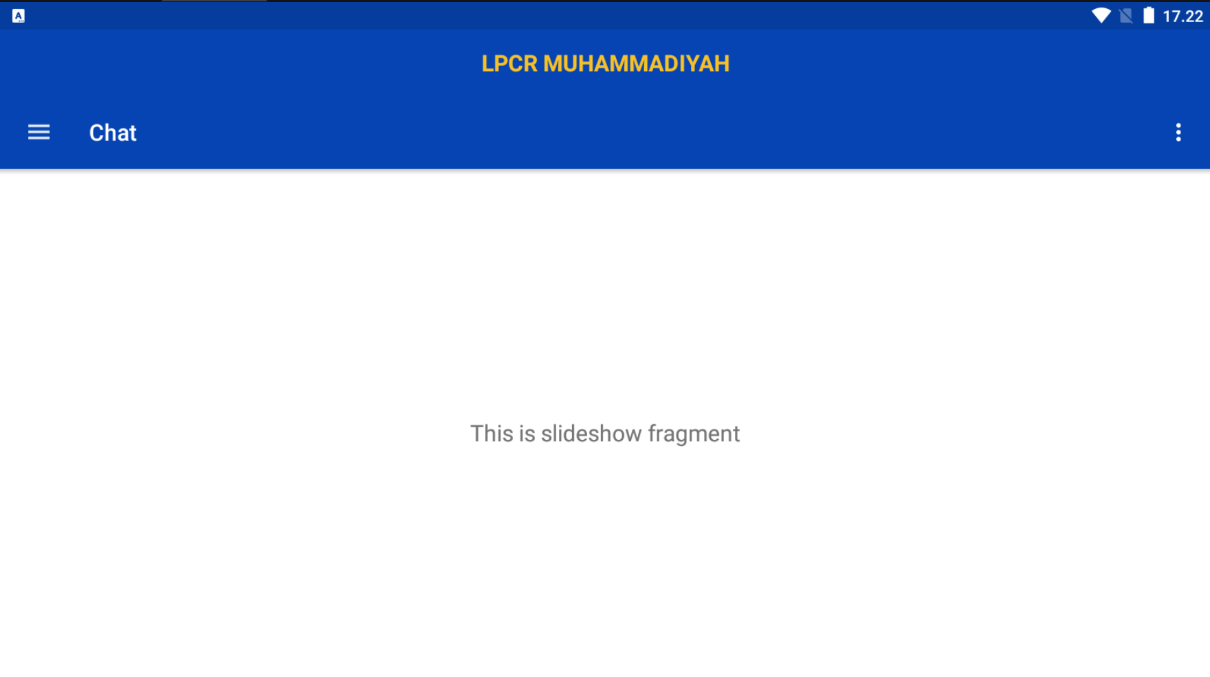 A
17.22
LPCR MUHAMMADIYAH
Chat
This is slideshow fragment